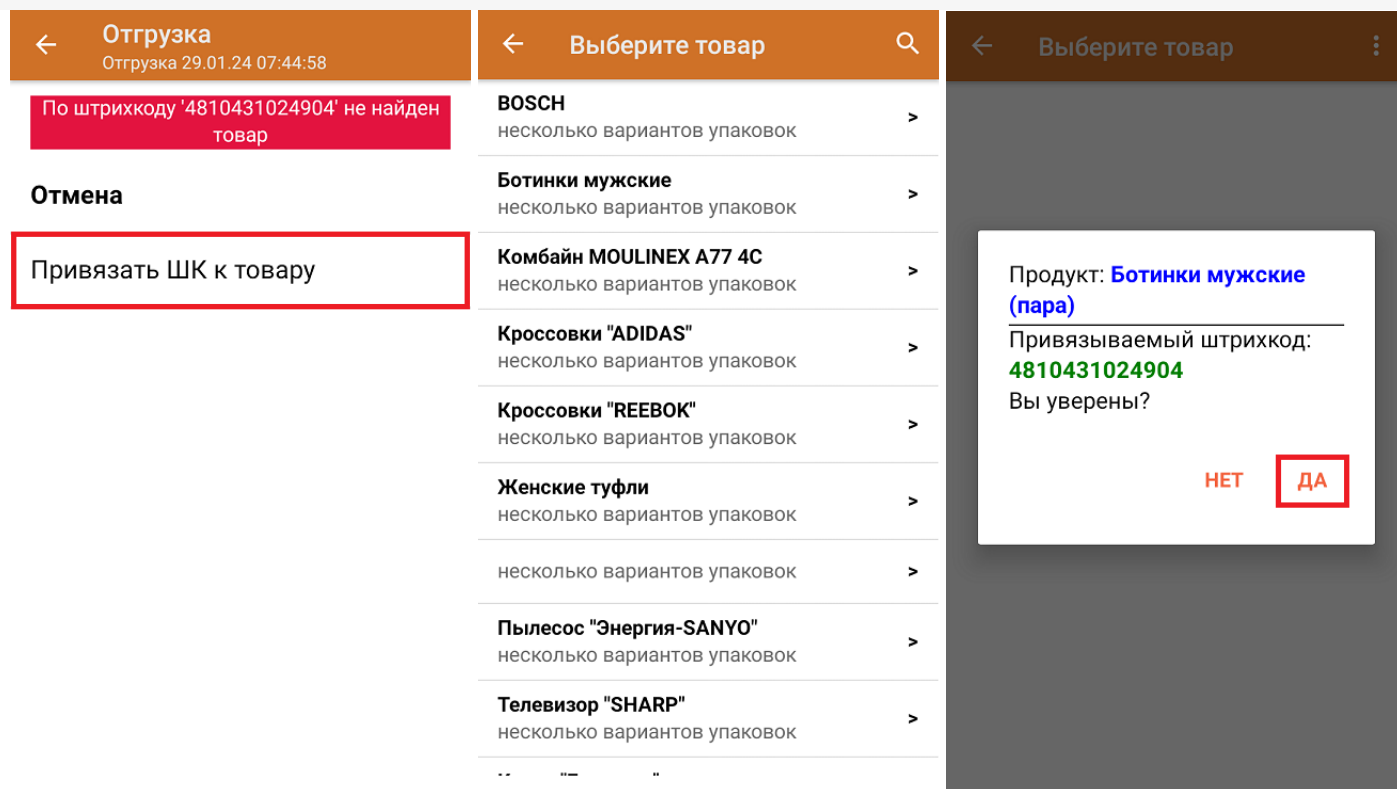 Отгрузка
Отгрузка 29.01.24 07:44:58
По штрихкоду '4810431024904' не найден
товар
Отмена
Привязать ШК к товару
Выберите товар
BOSCH
несколько вариантов упаковок
>
Ботинки мужские
несколько вариантов упаковок
>
Комбайн MOULINEX A77 4C
несколько вариантов упаковок
>
Кроссовки "ADIDAS"
несколько вариантов упаковок
>
Кроссовки "REEBOK"
несколько вариантов упаковок
>
Женские туфли
несколько вариантов упаковок
>
несколько вариантов упаковок
>
Пылесос "Энергия-SANYO"
несколько вариантов упаковок
>
Телевизор "SHARP"
несколько вариантов упаковок
>
Выберите товар
Продукт: Ботинки мужские
(пара)
Привязываемый штрихкод:
4810431024904
Вы уверены?
НЕТ ДА